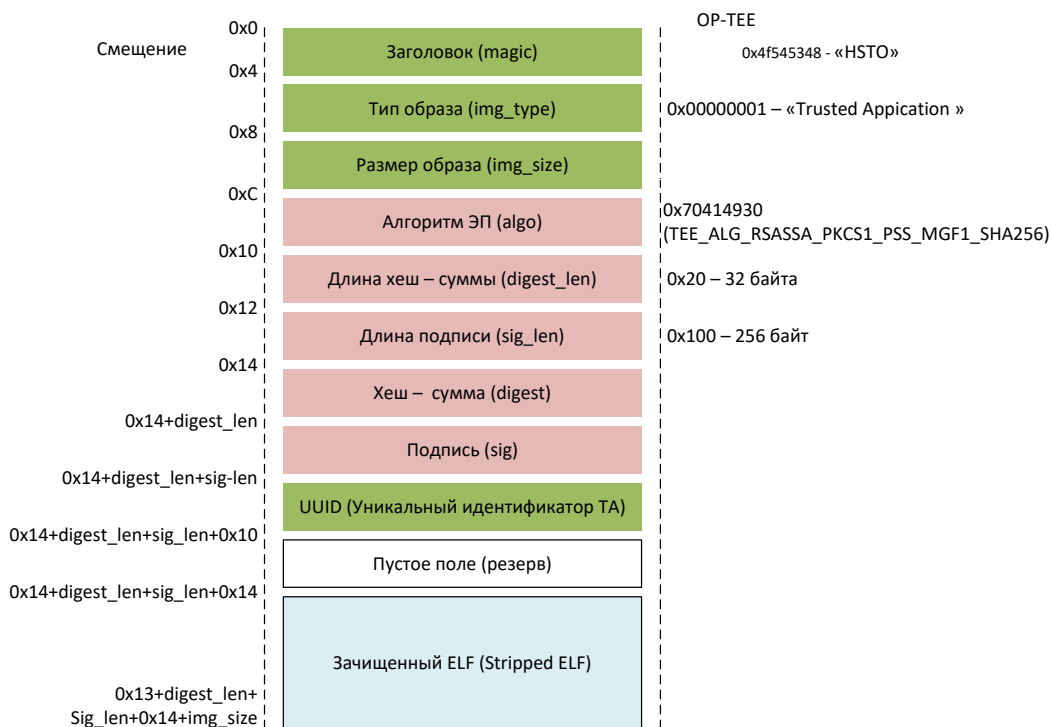 OP-TEE
Смещение
0x0
Заголовок (magic)
0x4f545348 - «HSTO»
0x4
Тип образа (img_type)
0x00000001 – «Trusted Appication »
0x8
Размер образа (img_size)
0xC
Алгоритм ЭП (algo)
0x70414930
(TEE_ALG_RSASSA_PKCS1_PSS_MGF1_SHA256)
0x10
Длина хеш – суммы (digest_len)
0x20 – 32 байта
0x12
Длина подписи (sig_len)
0x100 – 256 байт
0x14
Хеш –  сумма (digest)
0x14+digest_len
Подпись (sig)
0x14+digest_len+sig-len
UUID (Уникальный идентификатор TA)
0x14+digest_len+sig_len+0x10
Пустое поле (резерв)
0x14+digest_len+sig_len+0x14
Зачищенный ELF (Stripped ELF)
0x13+digest_len+
Sig_len+0x14+img_size